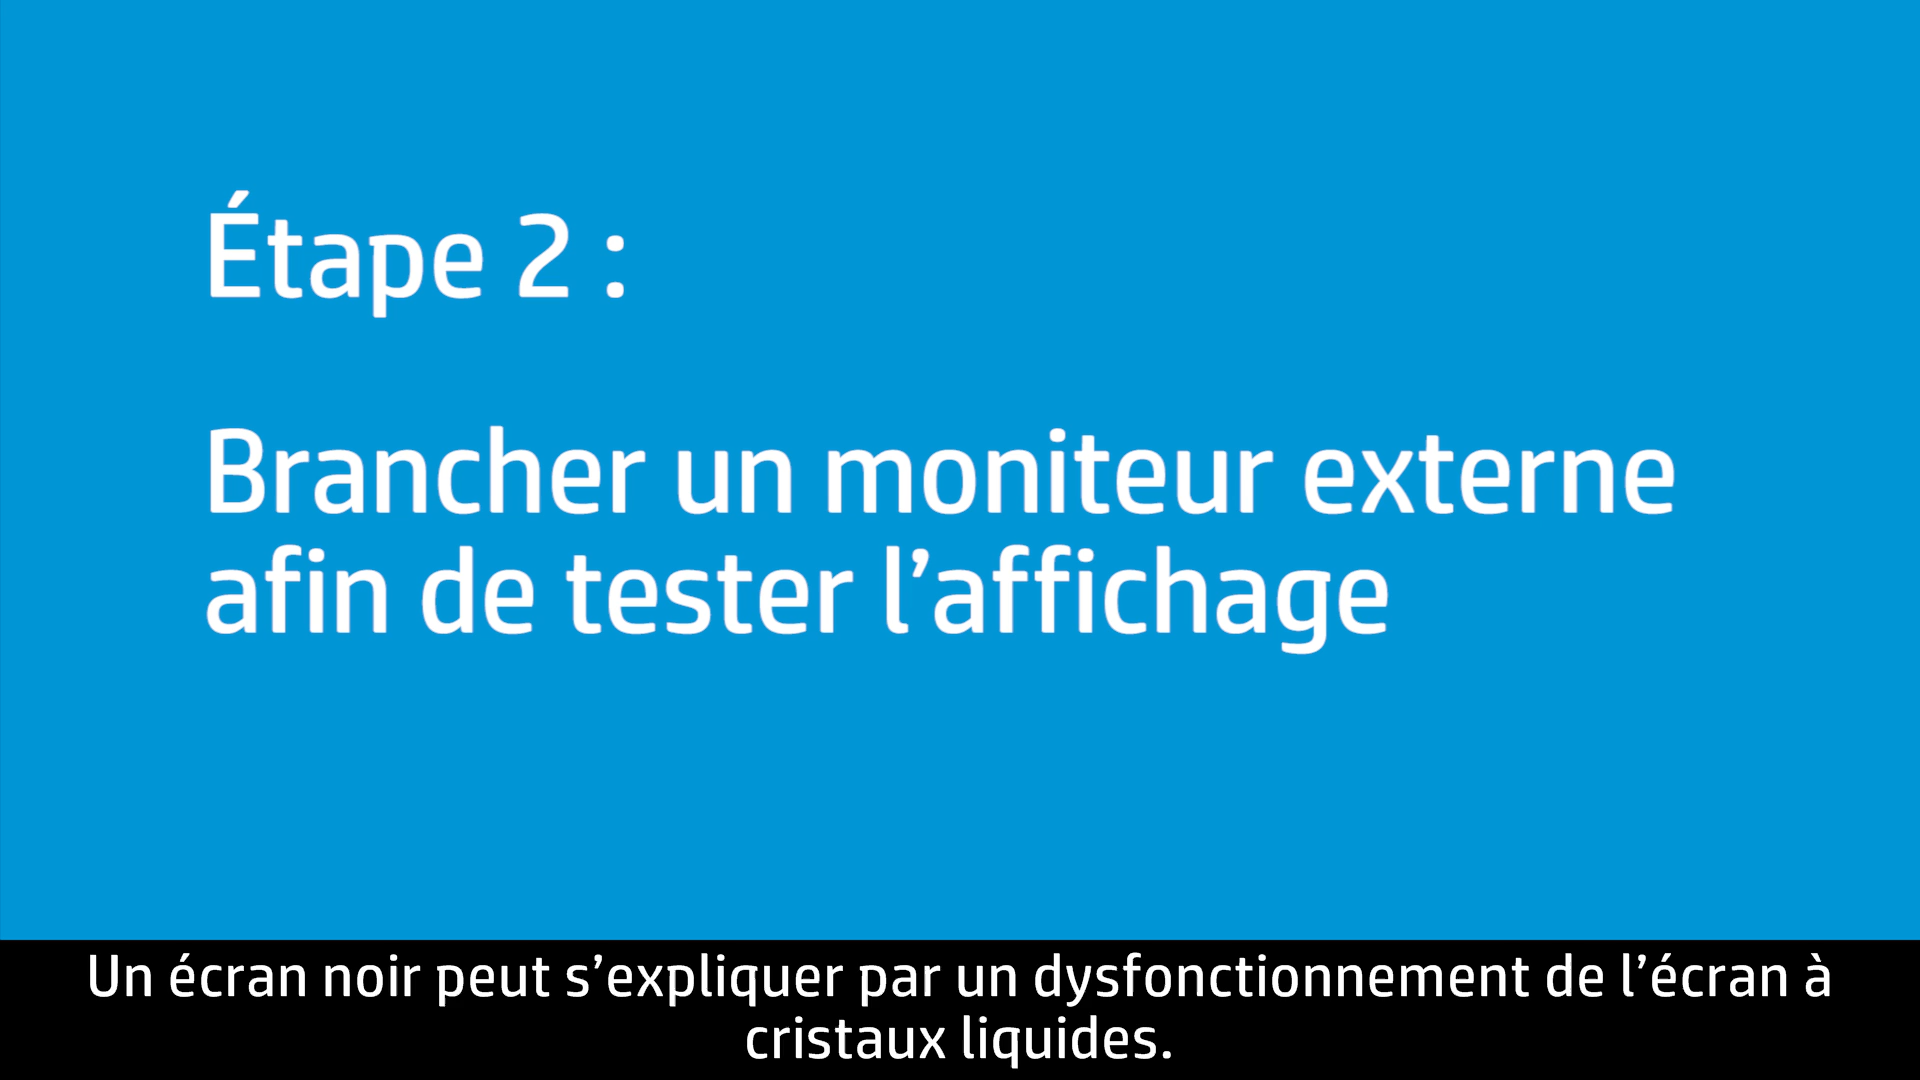 Étape 2 :
Brancher un moniteur externe
afin de tester l’affichage
Un écran noir peut s’expliquer par un dysfonctionnement de l’écran à
cristaux liquides.